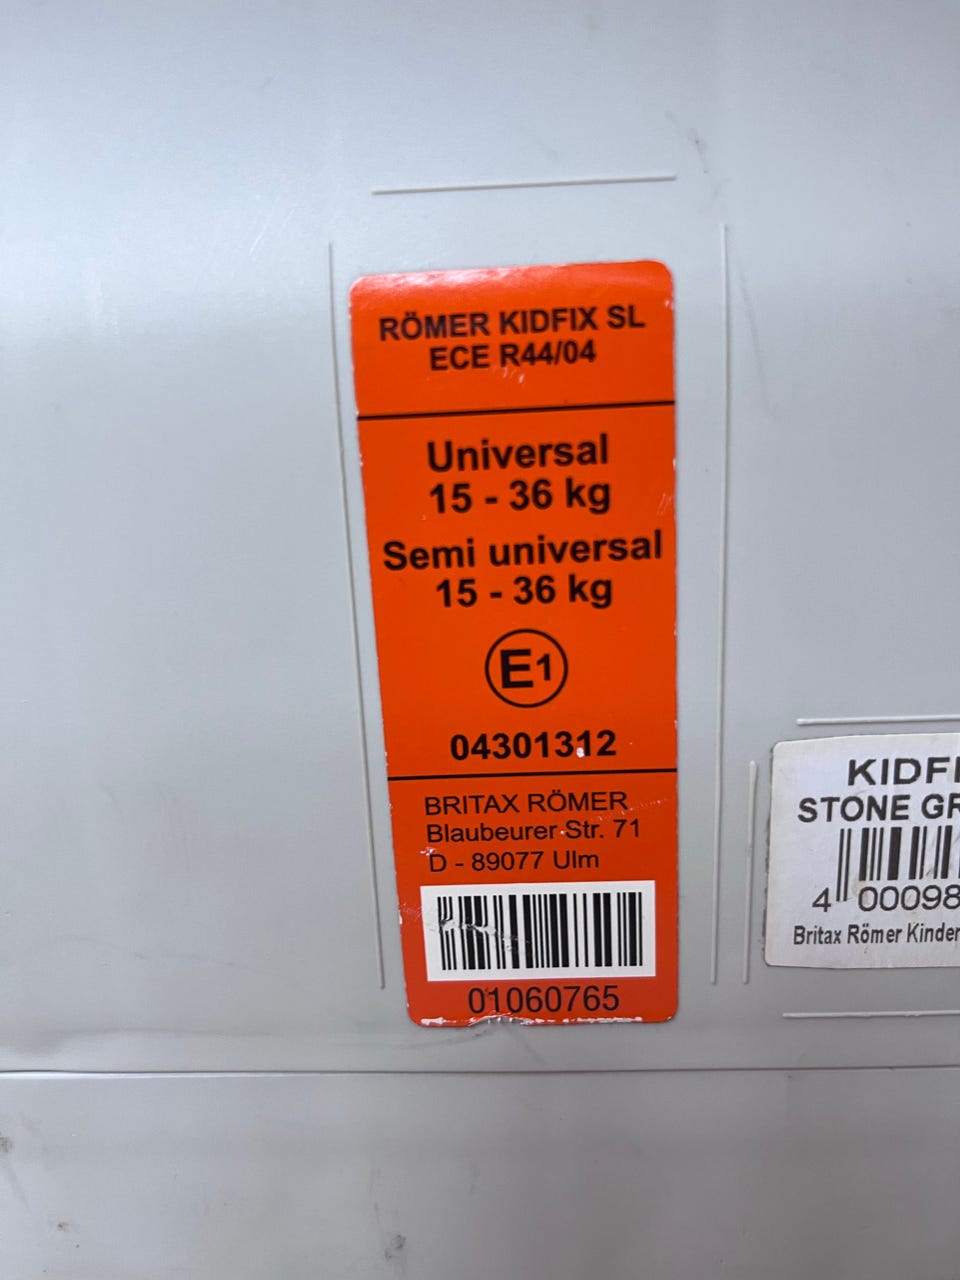 RÖMER KIDFIX SL
ECE R44/04
Universal
15 - 36 kg
Semi universal
15 - 36 kg
E1
04301312
BRITAX RÖMER
Blaubeurer Str. 71
D - 89077 Ulm
01060765
KIDFI
STONE GR
4 00098
Britax Römer Kinder